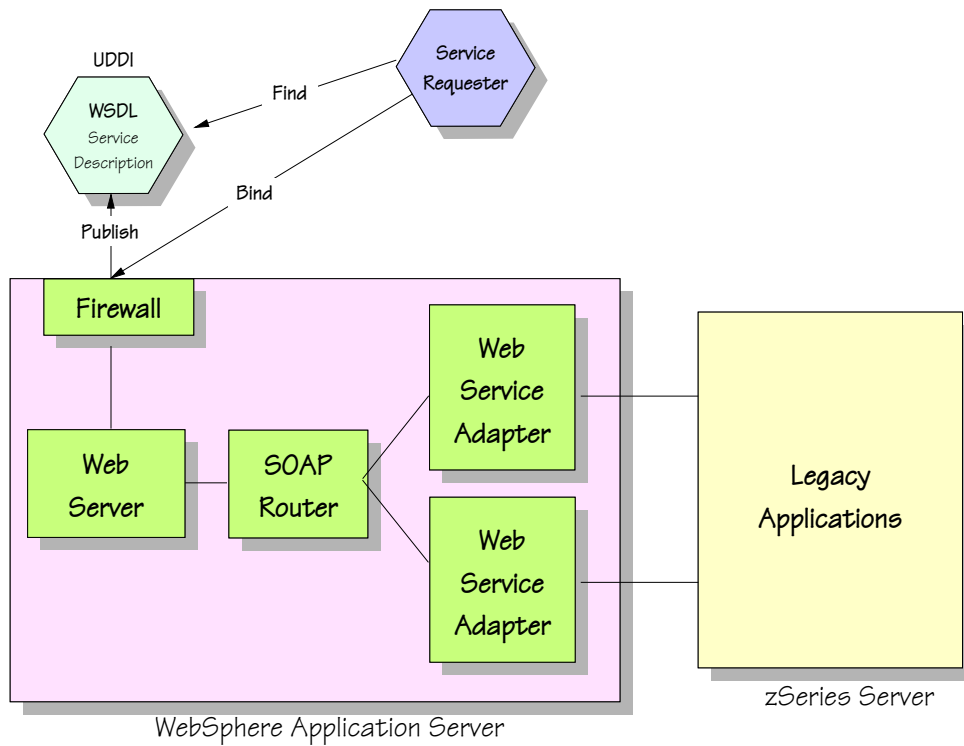 UDDI
WSDL
Service
Description
Service
Requester
Find
Bind
Publish
Firewall
Web
Server
SOAP
Router
Web
Service
Adapter
Web
Service
Adapter
Legacy
Applications
zSeries Server
WebSphere Application Server